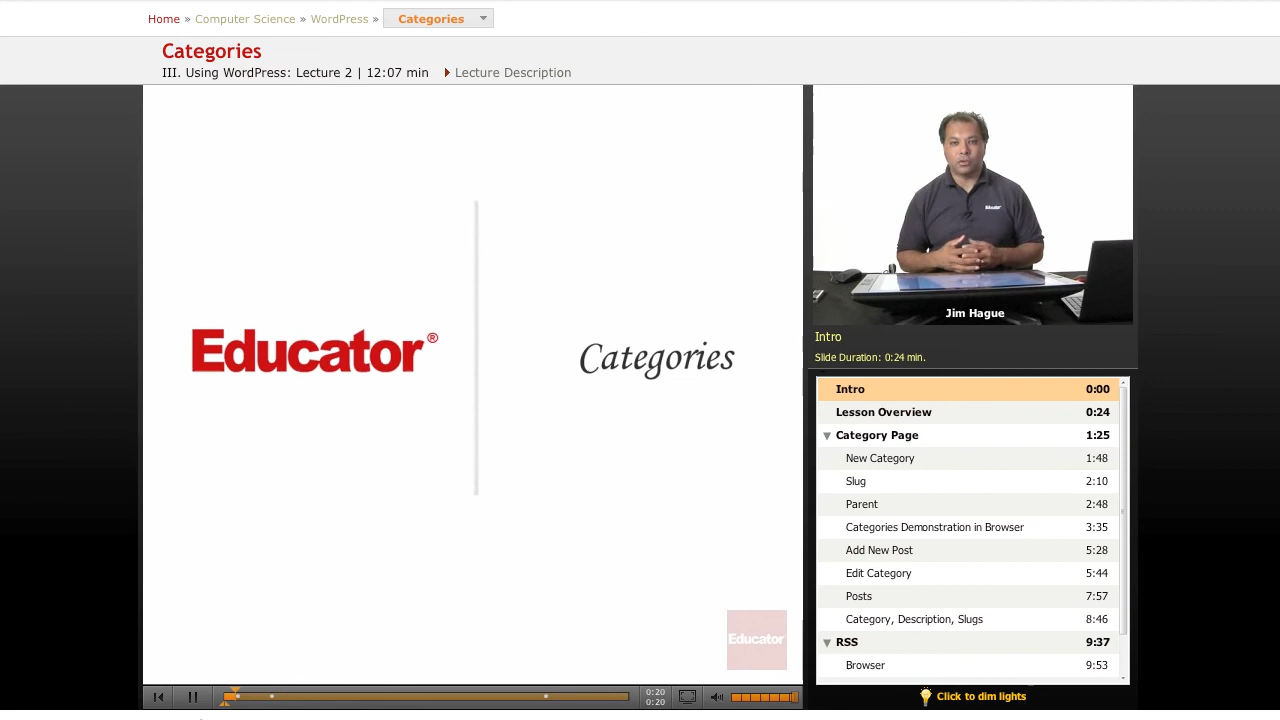 Home » Computer Science » WordPress » Categories
Categories
III. Using WordPress: Lecture 2 | 12:07 min Lecture Description
Educator®
Categories
Educator
Educator
Jim Hague
Intro
Slide Duration: 0:24 min.
Intro 0:00
Lesson Overview 0:24
Category Page 1:25
New Category 1:48
Slug 2:10
Parent 2:48
Categories Demonstration in Browser 3:35
Add New Post 5:28
Edit Category 5:44
Posts 7:57
Category, Description, Slugs 8:46
RSS 9:37
Browser 9:53
0:20
0:20
Click to dim lights